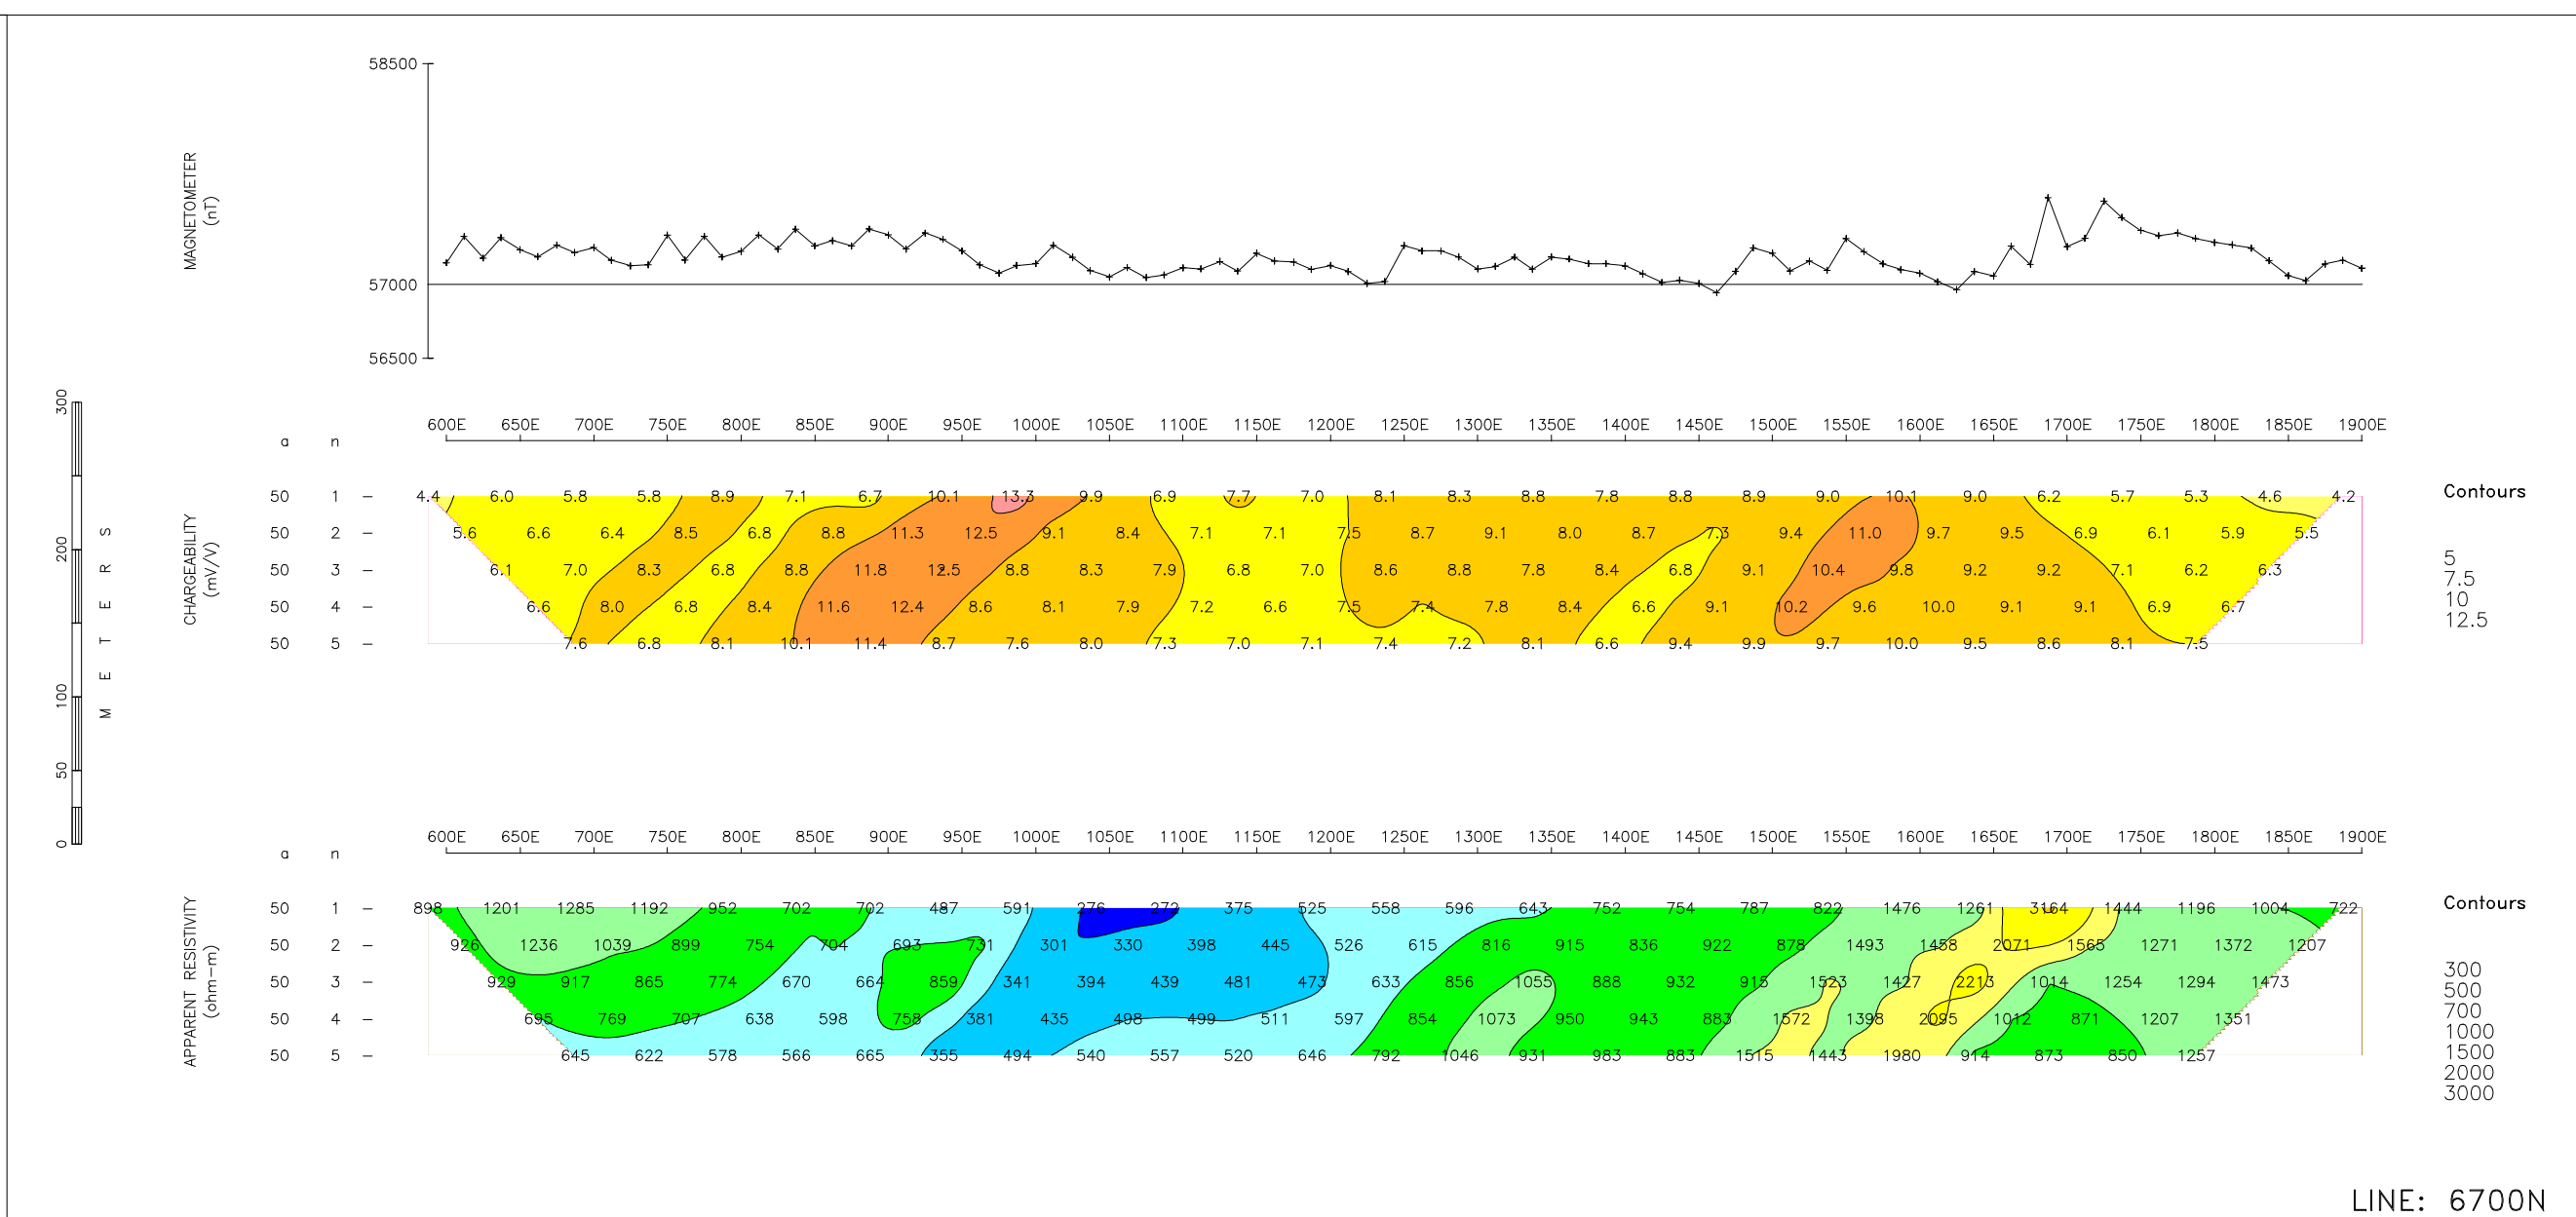 58500
MAGNETOMETER
(nT)
57000
56500
300
200
100
50
0
METERS
600E 650E 700E 750E 800E 850E 900E 950E 1000E 1050E 1100E 1150E 1200E 1250E 1300E 1350E 1400E 1450E 1500E 1550E 1600E 1650E 1700E 1750E 1800E 1850E 1900E
a n
CHARGEABILITY
(mV/V)
50 1 – 4.4 6.0 5.8 5.8 8.9 7.1 6.7 10.1 13.3 9.9 6.9 7.7 7.0 8.1 8.3 8.8 7.8 8.8 8.9 9.0 10.1 9.0 6.2 5.7 5.3 4.6 4.2
50 2 – 5.6 6.6 6.4 8.5 6.8 8.8 11.3 12.5 9.1 8.4 7.1 7.1 7.5 8.7 9.1 8.0 8.7 7.3 9.4 11.0 9.7 9.5 6.9 6.1 5.9 5.5
50 3 – 6.1 7.0 8.3 6.8 8.8 11.8 12.5 8.8 8.3 7.9 6.8 7.0 8.6 8.8 7.8 8.4 6.8 9.1 10.4 9.8 9.2 9.2 7.1 6.2 6.3
50 4 – 6.6 8.0 6.8 8.4 11.6 12.4 8.6 8.1 7.9 7.2 6.6 7.5 7.4 7.8 8.4 6.6 9.1 10.2 9.6 10.0 9.1 9.1 6.9 6.7
50 5 – 7.6 6.8 8.1 10.1 11.4 8.7 7.6 8.0 7.3 7.0 7.1 7.4 7.2 8.1 6.6 9.4 9.9 9.7 10.0 9.5 8.6 8.1 7.5
Contours
5
7.5
10
12.5
600E 650E 700E 750E 800E 850E 900E 950E 1000E 1050E 1100E 1150E 1200E 1250E 1300E 1350E 1400E 1450E 1500E 1550E 1600E 1650E 1700E 1750E 1800E 1850E 1900E
a n
APPARENT RESISTIVITY
(ohm-m)
50 1 – 898 1201 1285 1192 952 702 702 487 591 276 272 375 525 558 596 643 752 754 787 822 1476 1261 3164 1444 1196 1004 722
50 2 – 926 1236 1039 899 754 704 693 731 301 330 398 445 526 615 816 915 836 922 878 1493 1458 2071 1565 1271 1372 1207
50 3 – 929 917 865 774 670 664 859 341 394 439 481 473 633 856 1055 888 932 915 1523 1427 2213 1014 1254 1294 1473
50 4 – 695 769 707 638 598 758 381 435 498 499 511 597 854 1073 950 943 883 1572 1398 2095 1012 871 1207 1351
50 5 – 645 622 578 566 665 355 494 540 557 520 646 792 1046 931 983 883 1515 1443 1980 914 873 850 1257
Contours
300
500
700
1000
1500
2000
3000
LINE: 6700N